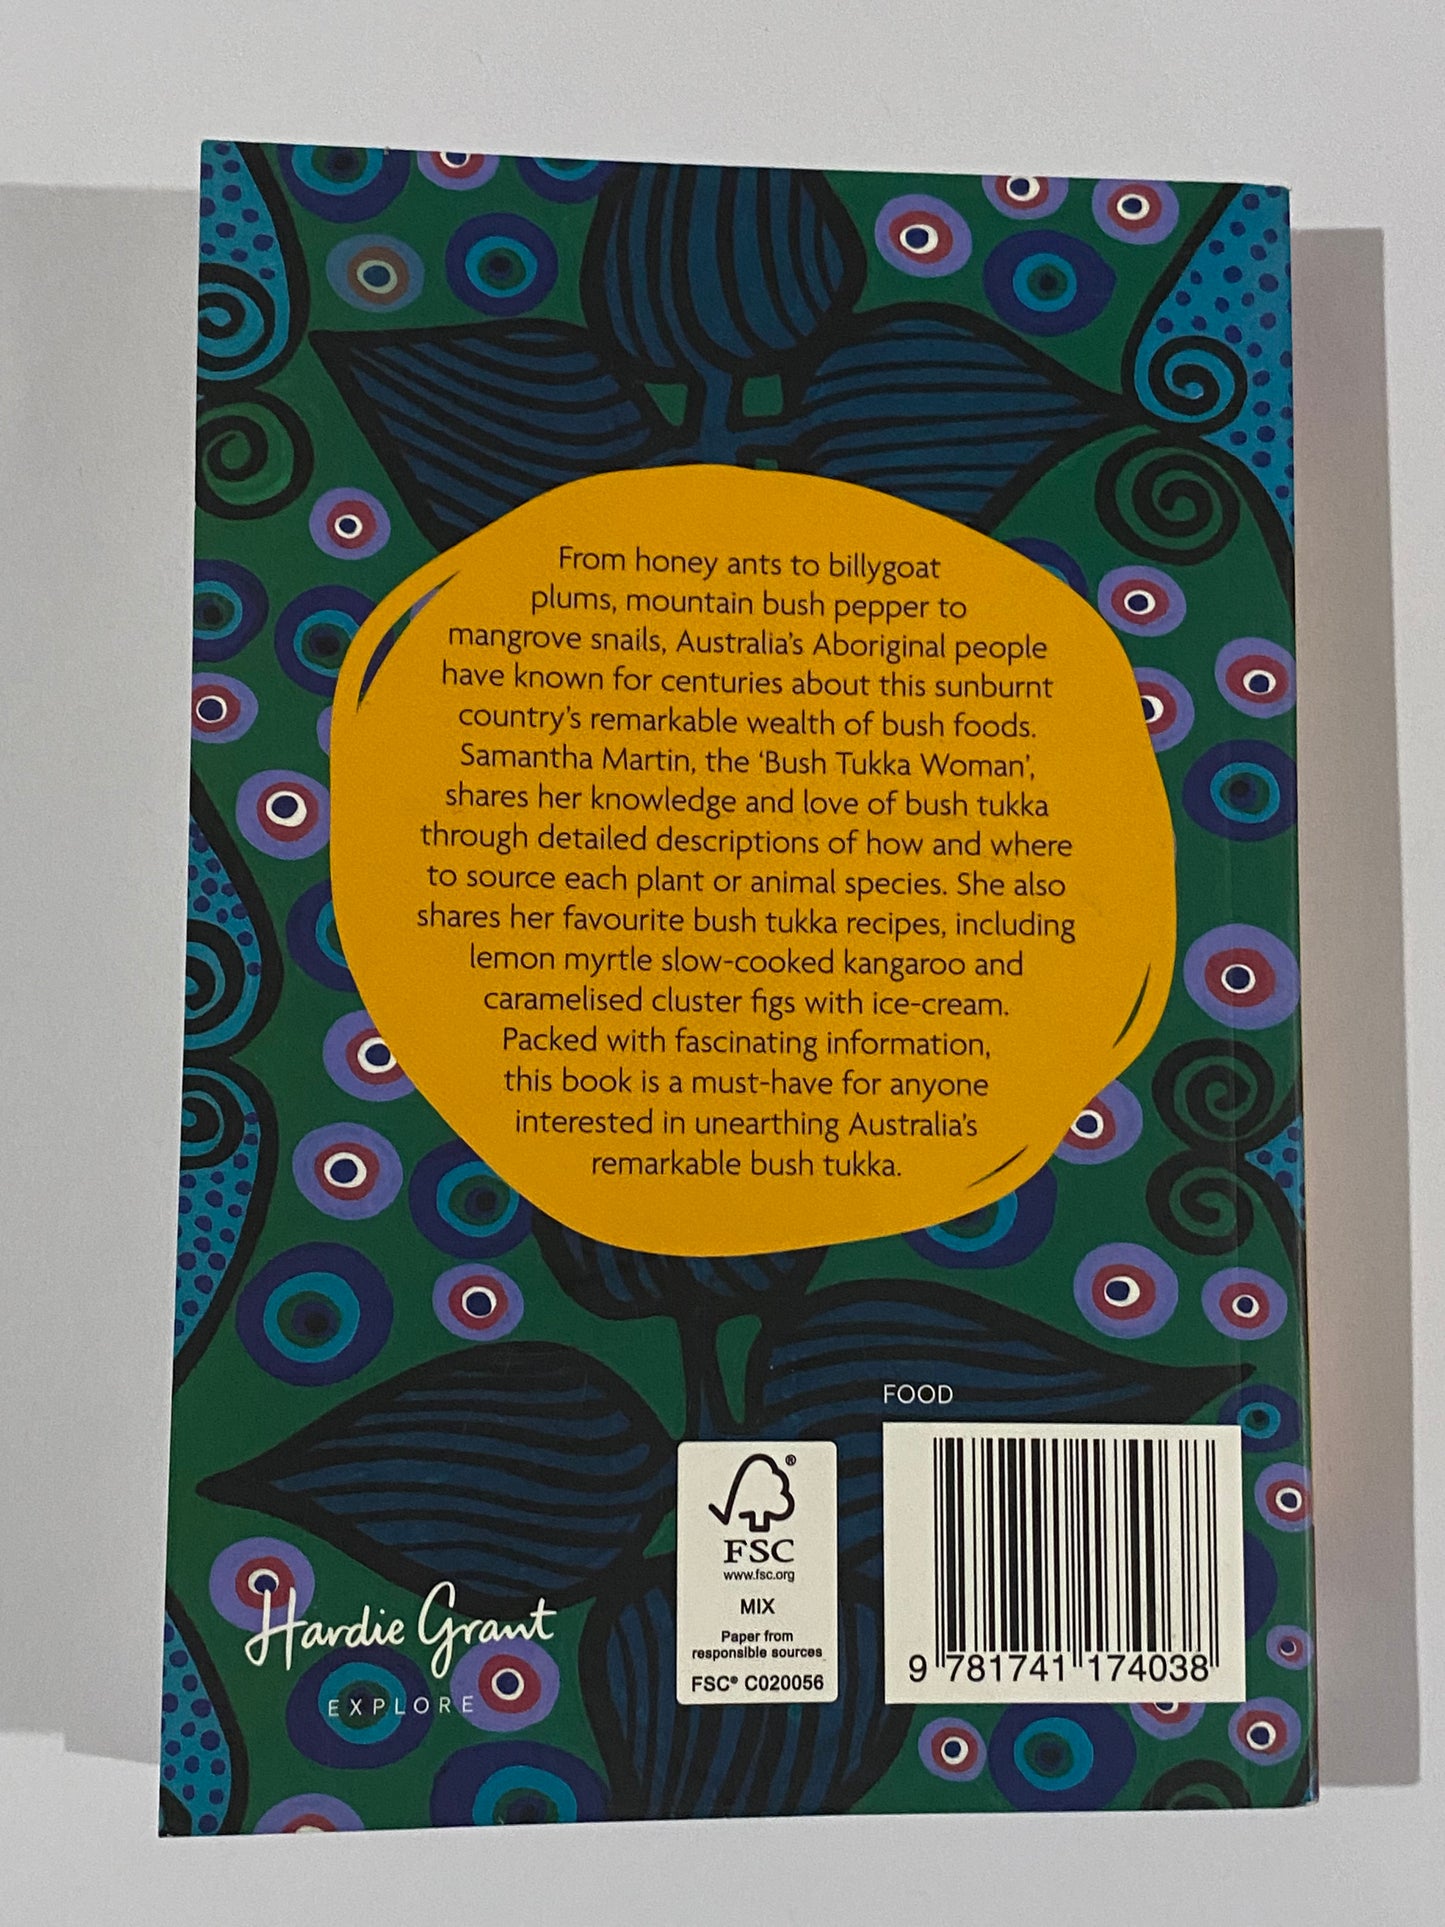 From honey ants to billygoat
plums, mountain bush pepper to
mangrove snails, Australia's Aboriginal people
have known for centuries about this sunburnt
country's remarkable wealth of bush foods.
Samantha Martin, the ‘Bush Tukka Woman’,
shares her knowledge and love of bush tukka
through detailed descriptions of how and where
to source each plant or animal species. She also
shares her favourite bush tukka recipes, including
lemon myrtle slow-cooked kangaroo and
caramelised cluster figs with ice-cream.
Packed with fascinating information,
this book is a must-have for anyone
interested in unearthing Australia's
remarkable bush tukka.
Hardie Grant
EXPLORE
®
FSC
www.fsc.org
MIX
Paper from
responsible sources
FSC® C020056
FOOD
9 781741 174038